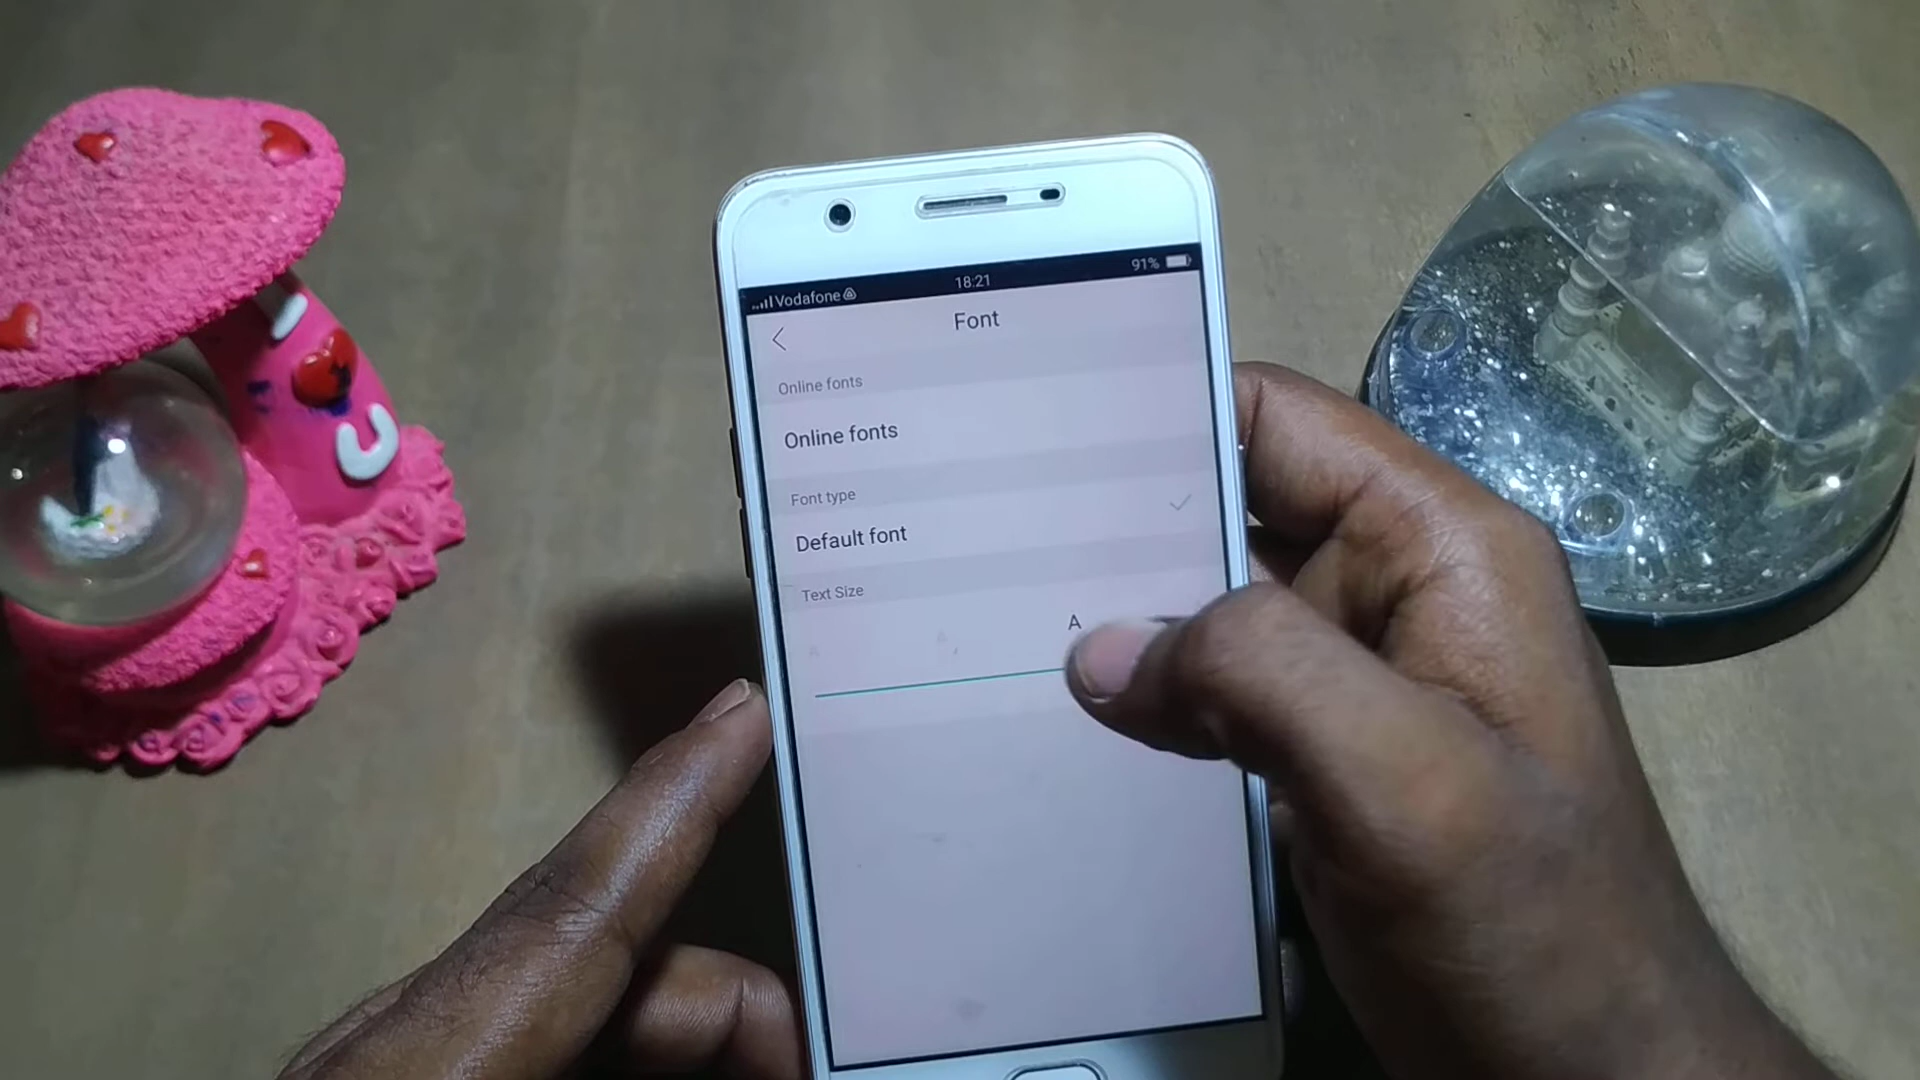 Vodafone 18:21 91%
Font
Online fonts
Online fonts
Font type
Default font
Text Size
A A A